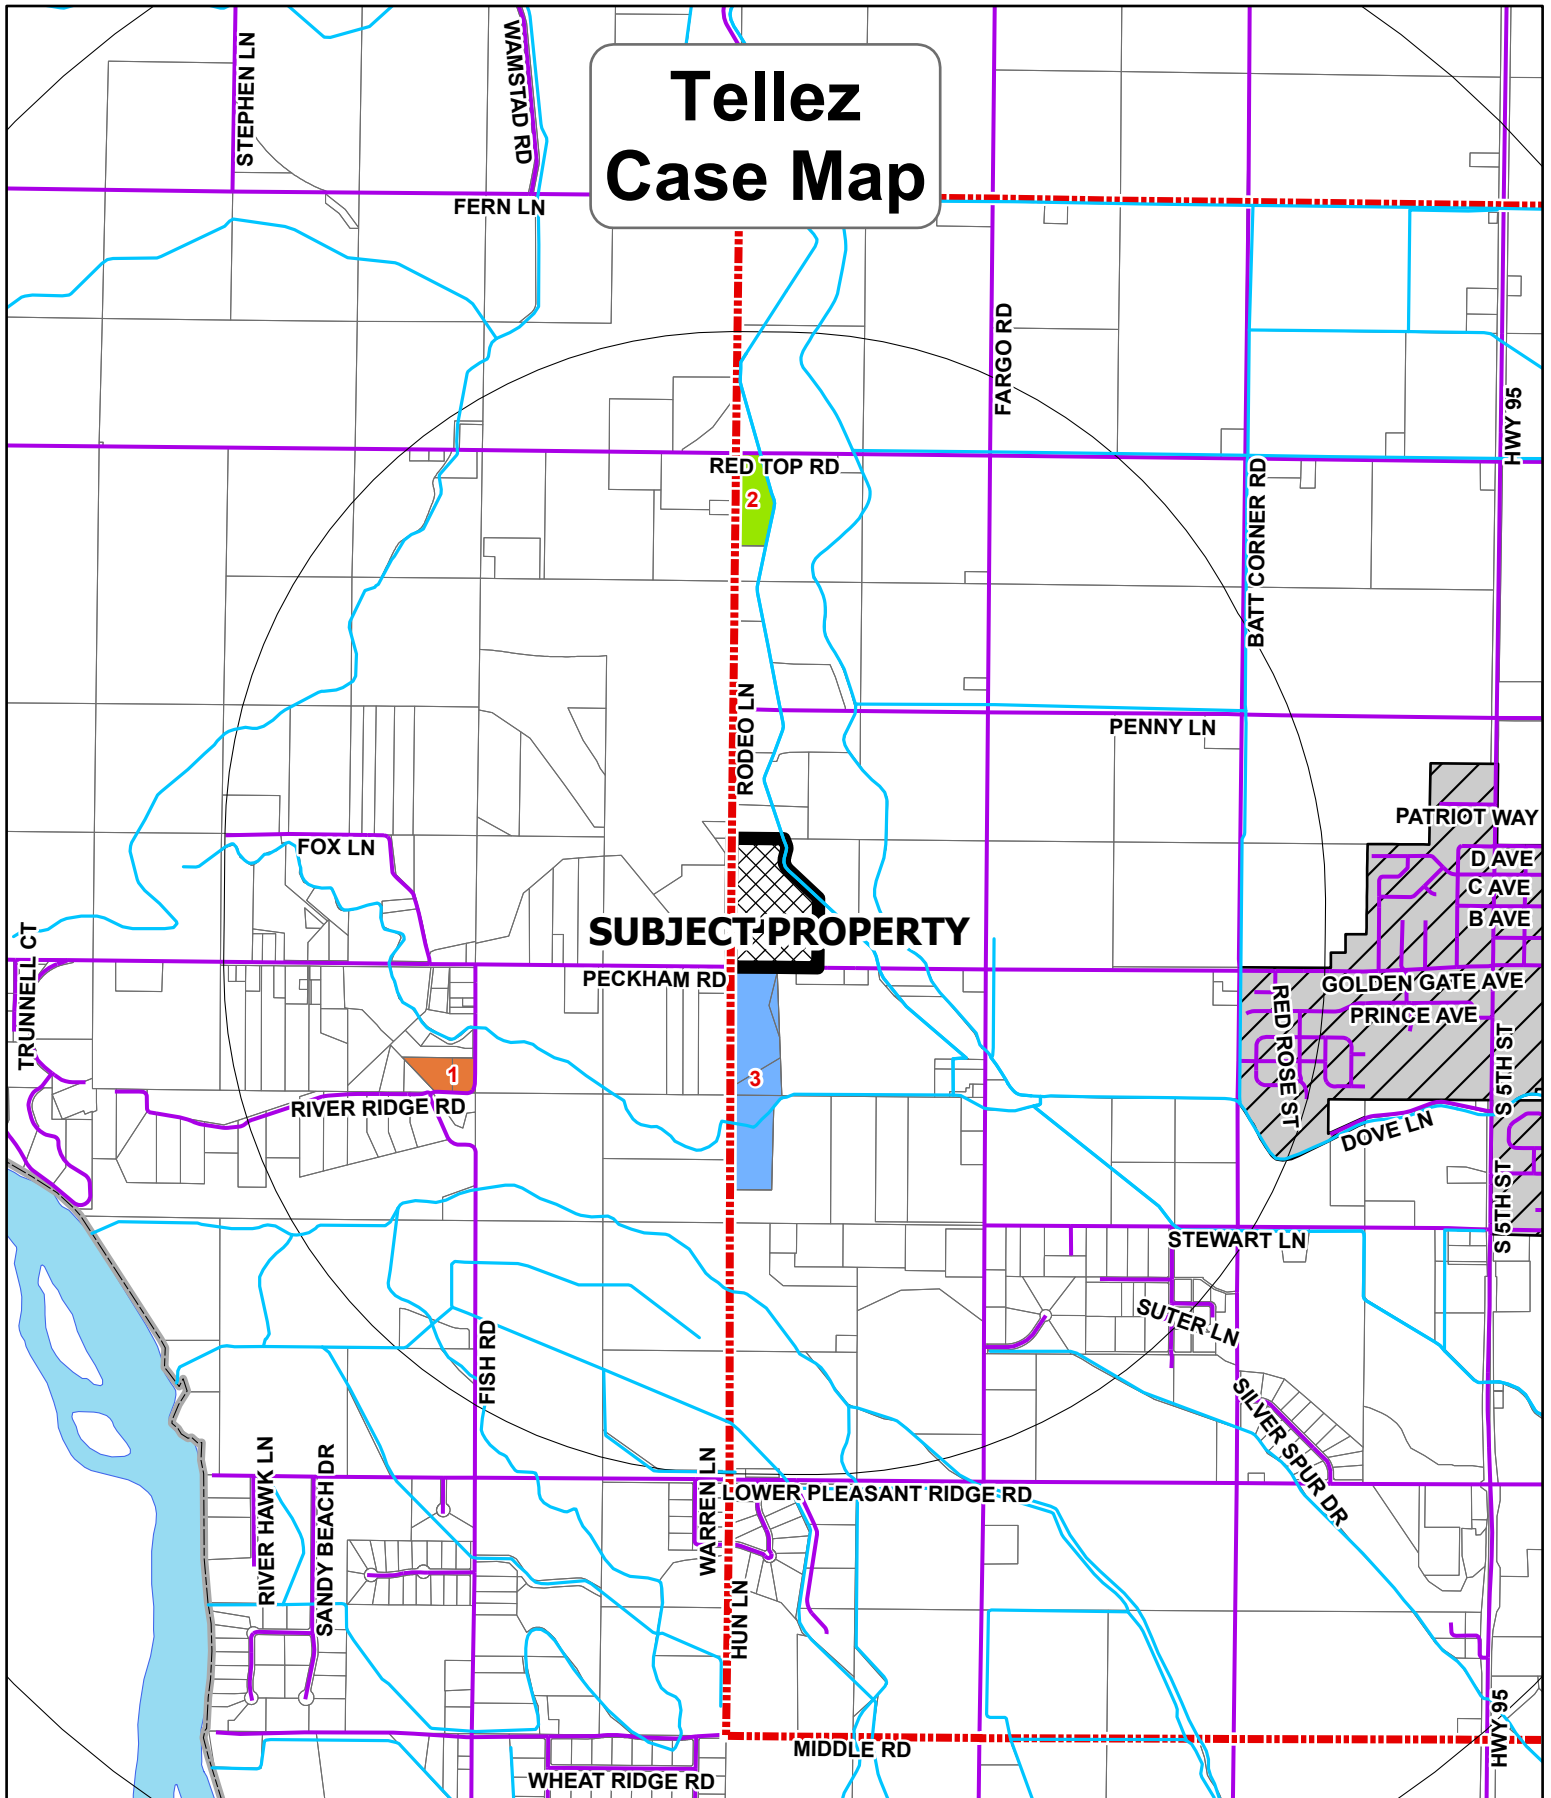 Tellez
Case Map
STEPHEN LN
WAMSTAD RD
FERN LN
FARGO RD
HWY 95
RED TOP RD
2
BATT CORNER RD
RODEO LN
PENNY LN
PATRIOT WAY
FOX LN
D AVE
C AVE
B AVE
SUBJECT PROPERTY
TRUNNELL CT
PECKHAM RD
GOLDEN GATE AVE
RED ROSE ST
PRINCE AVE
1
3
S 5TH ST
RIVER RIDGE RD
DOVE LN
S 5TH ST
STEWART LN
SUTER LN
FISH RD
SILVER SPUR DR
RIVER HAWK LN
SANDY BEACH DR
WARREN LN
LOWER PLEASANT RIDGE RD
HUN LN
HWY 95
MIDDLE RD
WHEAT RIDGE RD